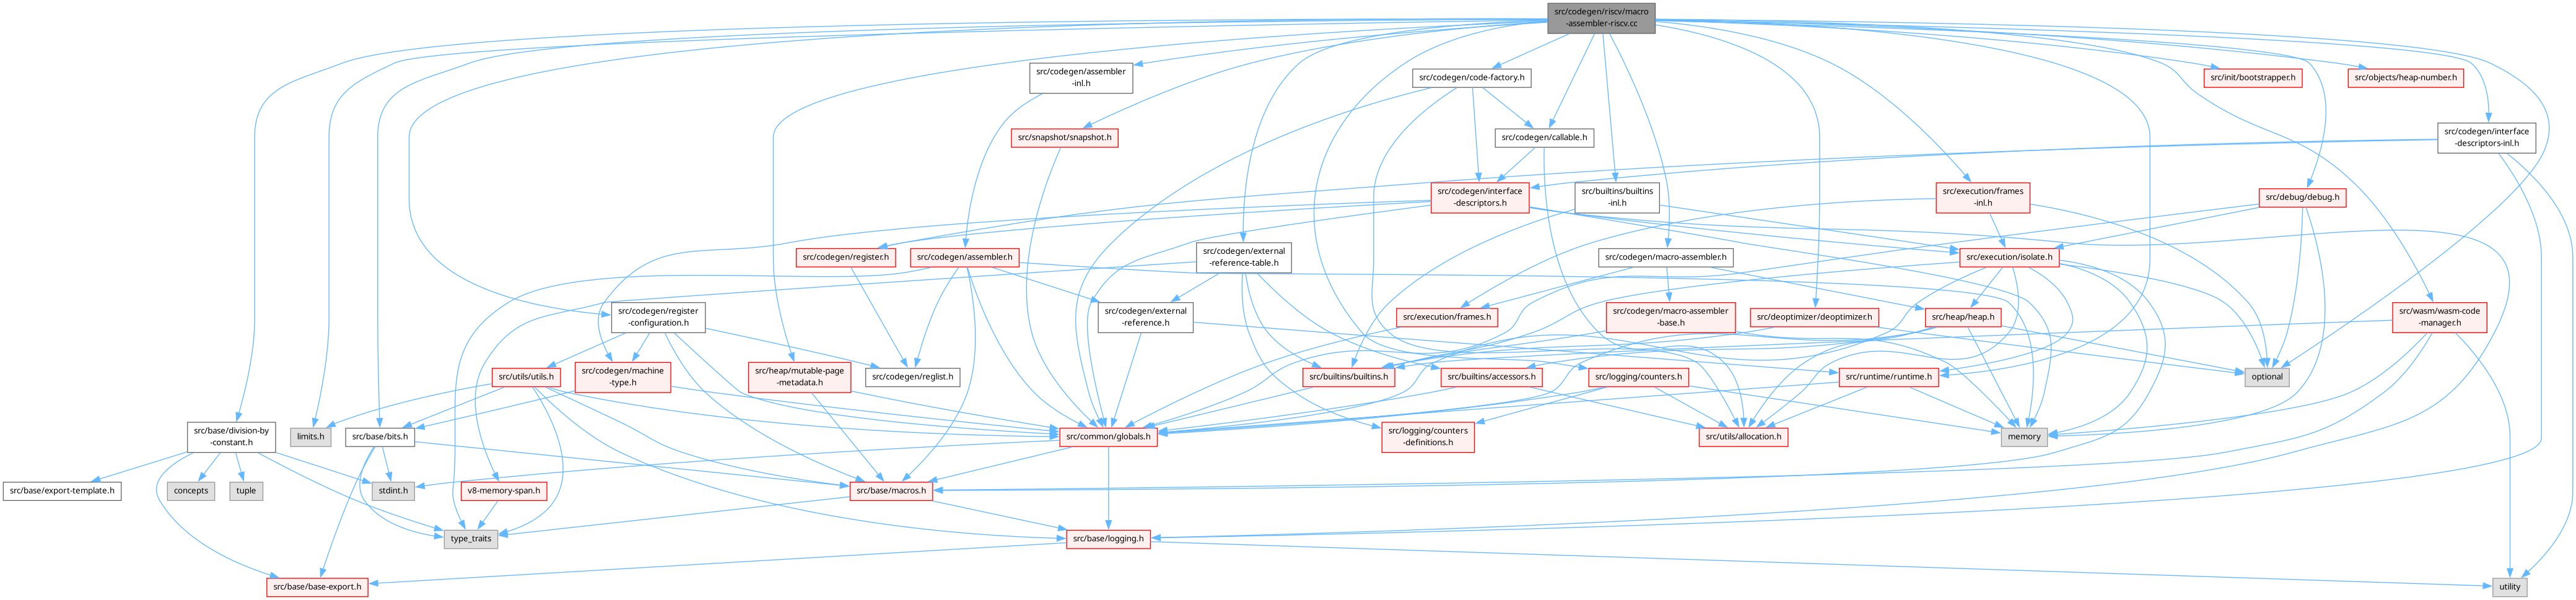 src/codegen/riscv/macro
-assembler-riscv.cc
src/codegen/assembler
-inl.h
src/codegen/code-factory.h
src/init/bootstrapper.h
src/objects/heap-number.h
src/snapshot/snapshot.h
src/codegen/callable.h
src/codegen/interface
-descriptors-inl.h
src/codegen/interface
-descriptors.h
src/builtins/builtins
-inl.h
src/execution/frames
-inl.h
src/debug/debug.h
src/codegen/register.h
src/codegen/assembler.h
src/codegen/external
-reference-table.h
src/codegen/macro-assembler.h
src/execution/isolate.h
src/codegen/register
-configuration.h
src/codegen/external
-reference.h
src/execution/frames.h
src/codegen/macro-assembler
-base.h
src/deoptimizer/deoptimizer.h
src/heap/heap.h
src/wasm/wasm-code
-manager.h
src/utils/utils.h
src/codegen/machine
-type.h
src/heap/mutable-page
-metadata.h
src/codegen/reglist.h
src/builtins/builtins.h
src/builtins/accessors.h
src/logging/counters.h
src/runtime/runtime.h
optional
src/base/division-by
-constant.h
limits.h
src/base/bits.h
src/common/globals.h
src/logging/counters
-definitions.h
src/utils/allocation.h
memory
src/base/export-template.h
concepts
tuple
stdint.h
v8-memory-span.h
src/base/macros.h
type_traits
src/base/logging.h
src/base/base-export.h
utility